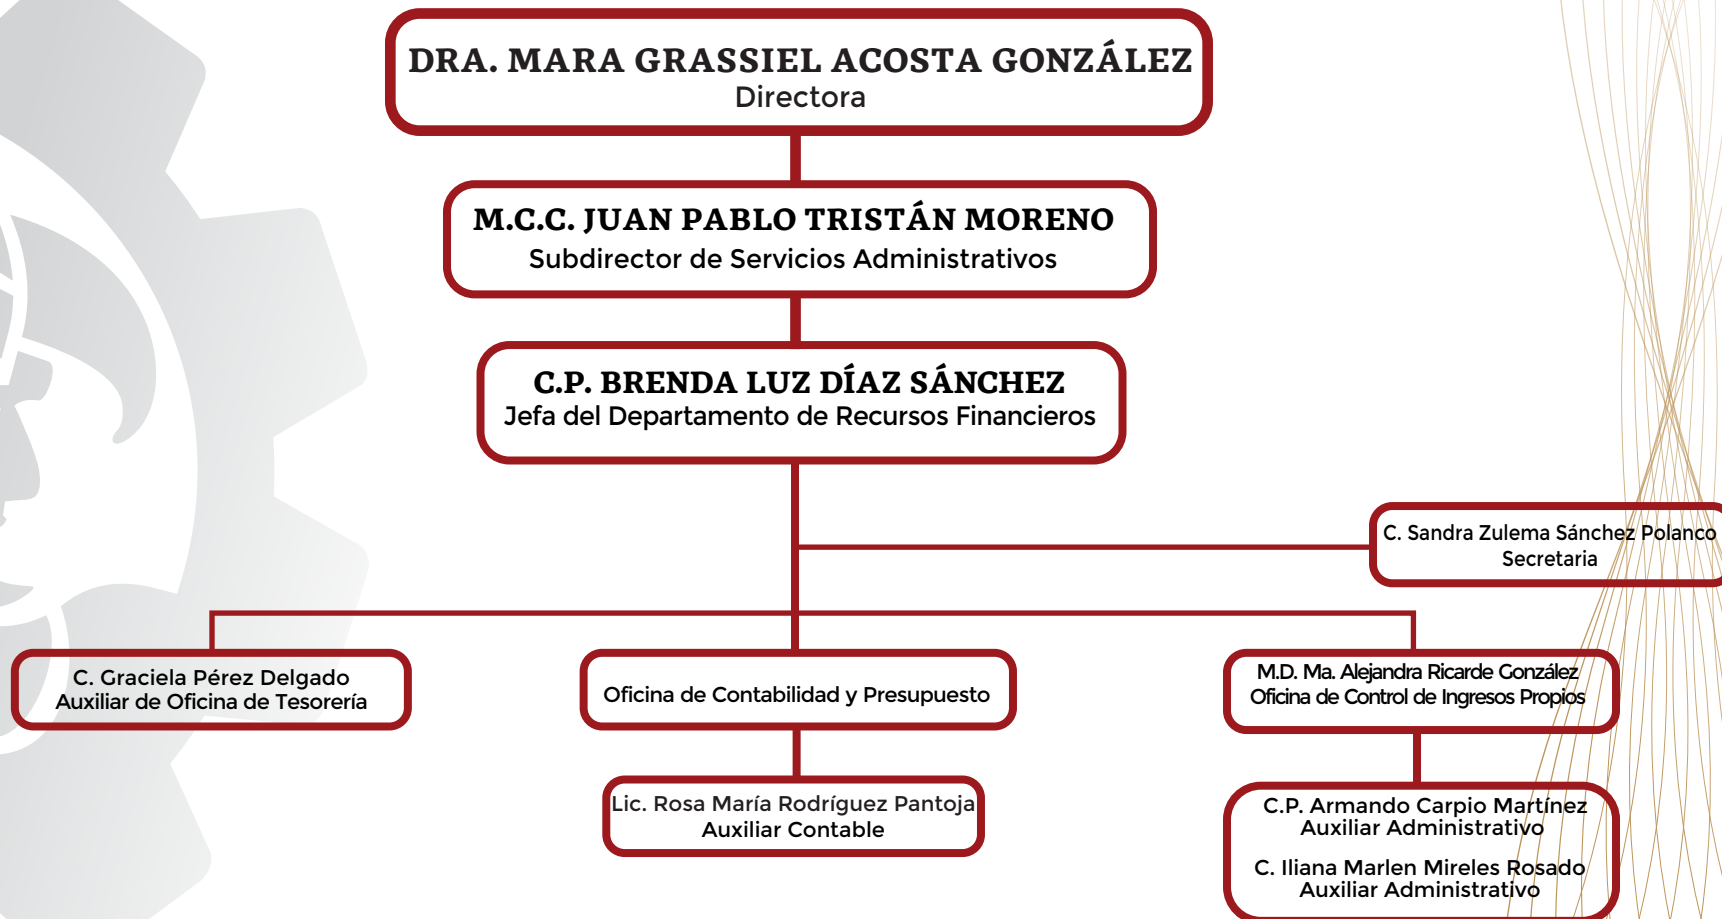 DRA. MARA GRASSIEL ACOSTA GONZÁLEZ
Directora
M.C.C. JUAN PABLO TRISTÁN MORENO
Subdirector de Servicios Administrativos
C.P. BRENDA LUZ DÍAZ SÁNCHEZ
Jefa del Departamento de Recursos Financieros
C. Sandra Zulema Sánchez Polanco
Secretaria
C. Graciela Pérez Delgado
Auxiliar de Oficina de Tesorería
Oficina de Contabilidad y Presupuesto
M.D. Ma. Alejandra Ricarde González
Oficina de Control de Ingresos Propios
Lic. Rosa María Rodríguez Pantoja
Auxiliar Contable
C.P. Armando Carpio Martínez
Auxiliar Administrativo
C. Iliana Marlen Mireles Rosado
Auxiliar Administrativo